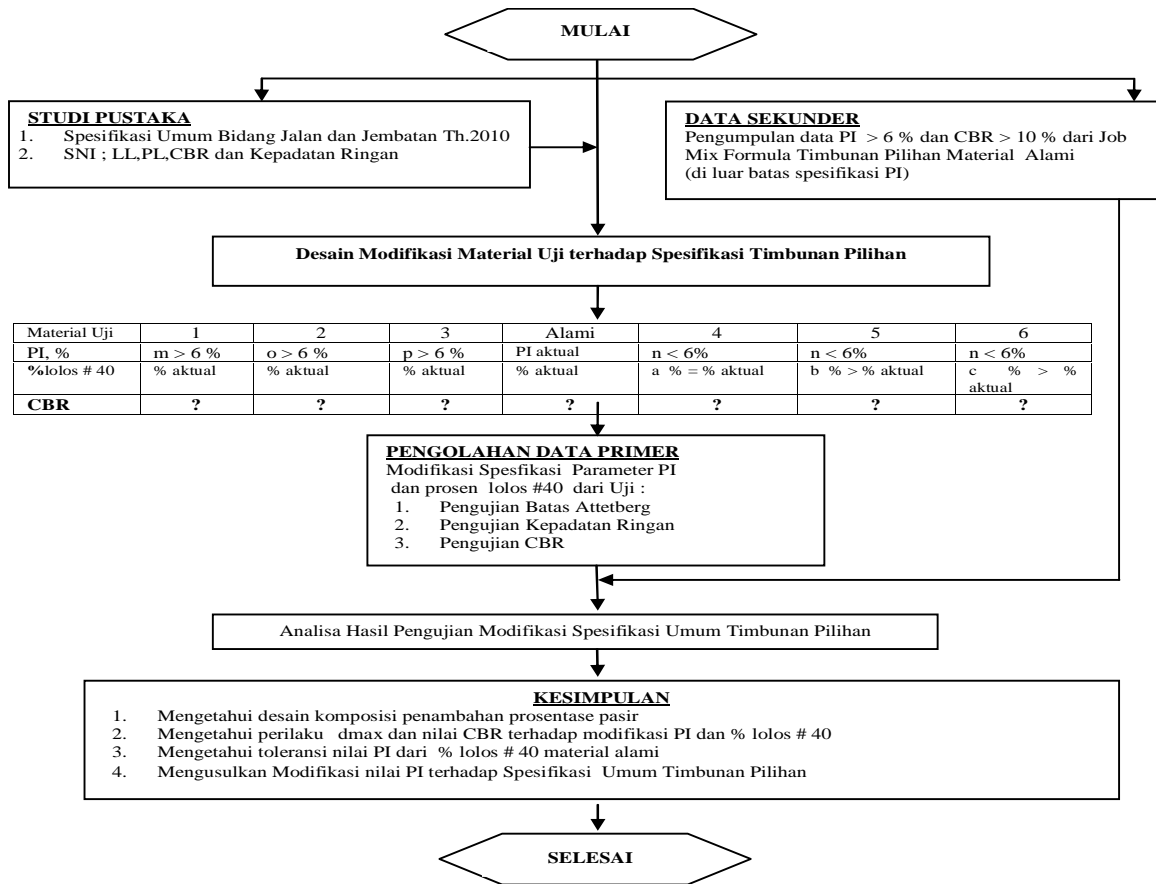 MULAI
STUDI PUSTAKA
1. Spesifikasi Umum Bidang Jalan dan Jembatan Th.2010
2. SNI ; LL,PL,CBR dan Kepadatan Ringan
DATA SEKUNDER
Pengumpulan data PI > 6 % dan CBR > 10 % dari Job
Mix Formula Timbunan Pilihan Material Alami
(di luar batas spesifikasi PI)
Desain Modifikasi Material Uji terhadap Spesifikasi Timbunan Pilihan
Material Uji 1 2 3 Alami 4 5 6
PI, % m > 6 % o > 6 % p > 6 % PI aktual n < 6% n < 6% n < 6%
%lolos # 40 % aktual % aktual % aktual % aktual a % = % aktual b % > % aktual c % > %
aktual
CBR ? ? ? ? ? ? ?
PENGOLAHAN DATA PRIMER
Modifikasi Spesfikasi Parameter PI
dan prosen lolos #40 dari Uji :
1. Pengujian Batas Attetberg
2. Pengujian Kepadatan Ringan
3. Pengujian CBR
Analisa Hasil Pengujian Modifikasi Spesifikasi Umum Timbunan Pilihan
KESIMPULAN
1. Mengetahui desain komposisi penambahan prosentase pasir
2. Mengetahui perilaku dmax dan nilai CBR terhadap modifikasi PI dan % lolos # 40
3. Mengetahui toleransi nilai PI dari % lolos # 40 material alami
4. Mengusulkan Modifikasi nilai PI terhadap Spesifikasi Umum Timbunan Pilihan
SELESAI